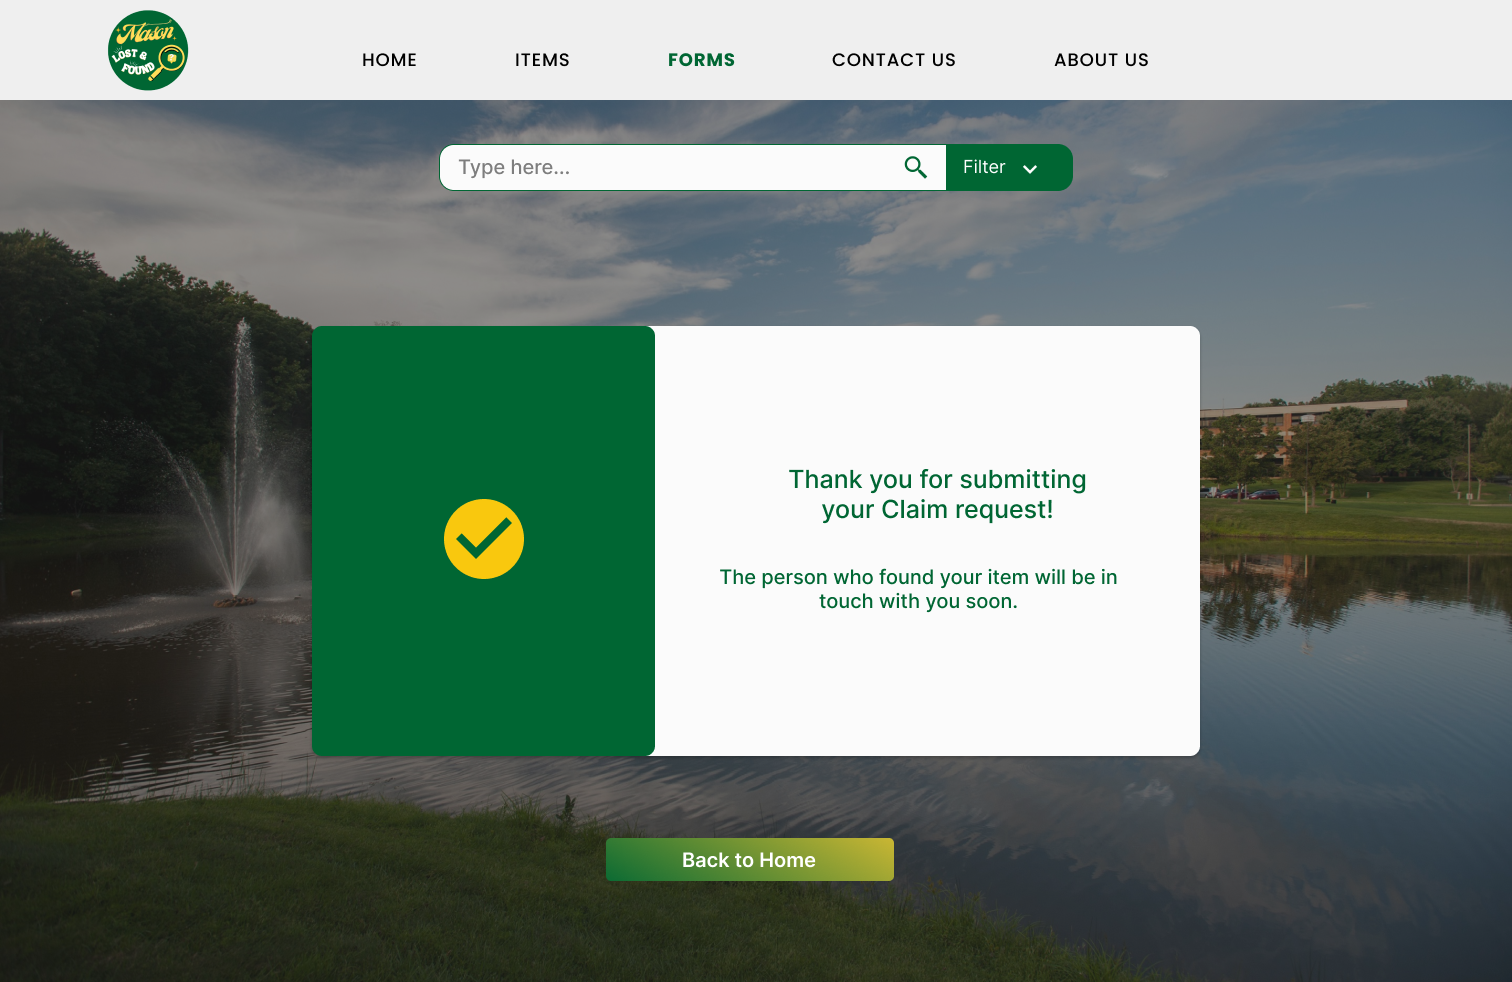 Mason
LOST &
FOUND
HOME
ITEMS
FORMS
CONTACT US
ABOUT US
Type here...
Filter
Thank you for submitting
your Claim request!
The person who found your item will be in
touch with you soon.
Back to Home